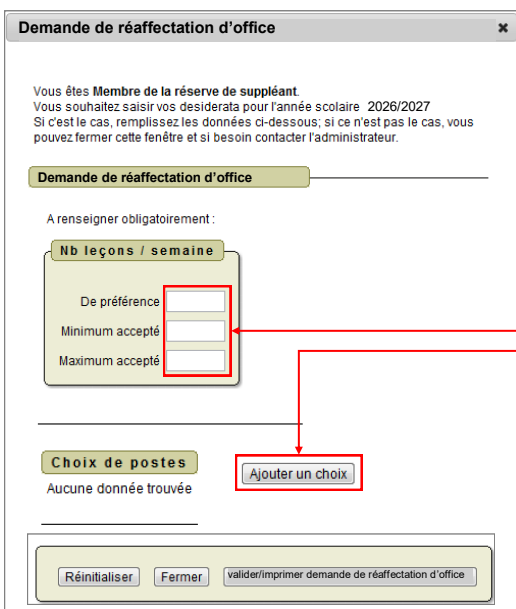 Demande de réaffectation d'office
Vous êtes Membre de la réserve de suppléant.
Vous souhaitez saisir vos desiderata pour l'année scolaire 2026/2027
Si c'est le cas, remplissez les données ci-dessous; si ce n'est pas le cas, vous
pouvez fermer cette fenêtre et si besoin contacter l'administrateur.
Demande de réaffectation d'office
A renseigner obligatoirement :
Nb leçons / semaine
De préférence
Minimum accepté
Maximum accepté
Choix de postes
Ajouter un choix
Aucune donnée trouvée
Réinitialiser Fermer valider/imprimer demande de réaffectation d'office